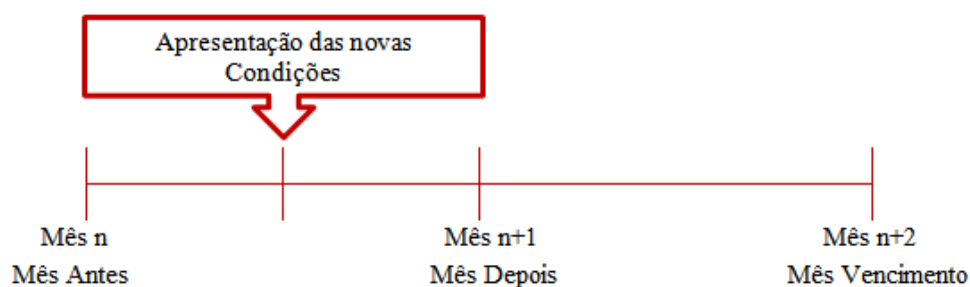 Apresentação das novas
Condições
Mês n
Mês n+1
Mês n+2
Mês Antes
Mês Depois
Mês Vencimento